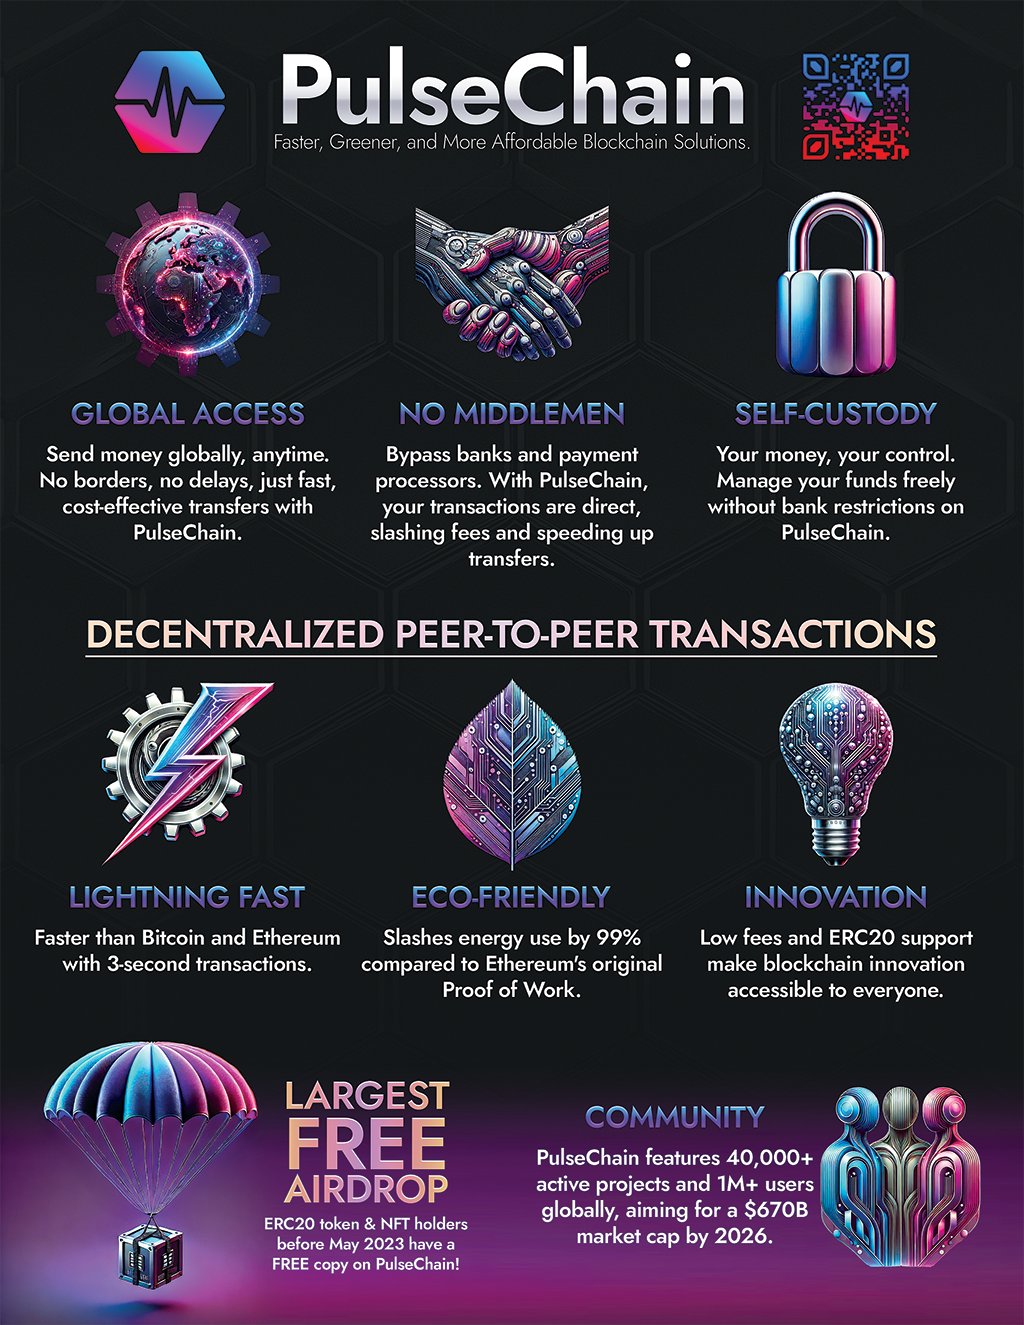 PulseChain
Faster, Greener, and More Affordable Blockchain Solutions.
GLOBAL ACCESS
Send money globally, anytime.
No borders, no delays, just fast,
cost-effective transfers with
PulseChain.
NO MIDDLEMEN
Bypass banks and payment
processors. With PulseChain,
your transactions are direct,
slashing fees and speeding up
transfers.
SELF-CUSTODY
Your money, your control.
Manage your funds freely
without bank restrictions on
PulseChain.
DECENTRALIZED PEER-TO-PEER TRANSACTIONS
LIGHTNING FAST
Faster than Bitcoin and Ethereum
with 3-second transactions.
ECO-FRIENDLY
Slashes energy use by 99%
compared to Ethereum's original
Proof of Work.
INNOVATION
Low fees and ERC20 support
make blockchain innovation
accessible to everyone.
LARGEST
FREE
AIRDROP
ERC20 token & NFT holders
before May 2023 have a
FREE copy on PulseChain!
COMMUNITY
PulseChain features 40,000+
active projects and 1M+ users
globally, aiming for a $670B
market cap by 2026.